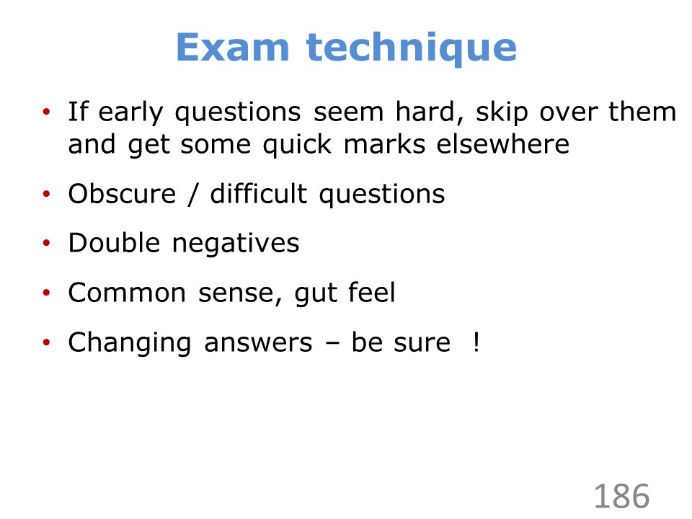 Exam technique
• If early questions seem hard, skip over them
and get some quick marks elsewhere
• Obscure / difficult questions
• Double negatives
• Common sense, gut feel
• Changing answers – be sure  !
186